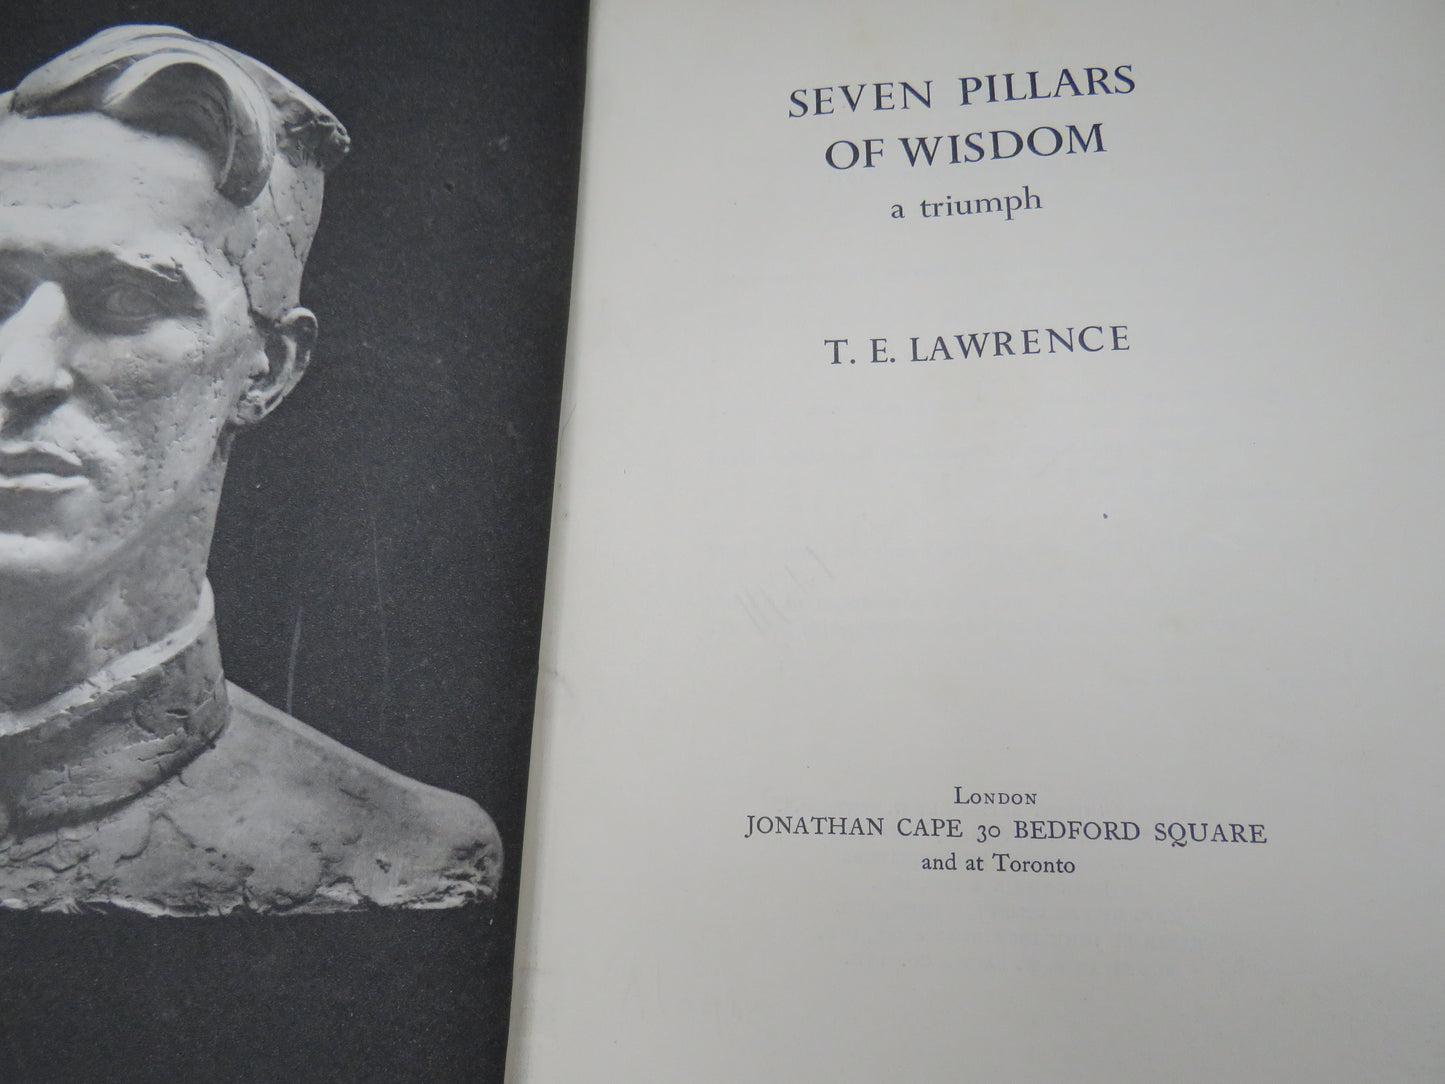 SEVEN PILLARS
OF WISDOM
a triumph
T. E. LAWRENCE
London
JONATHAN CAPE 30 BEDFORD SQUARE
and at Toronto